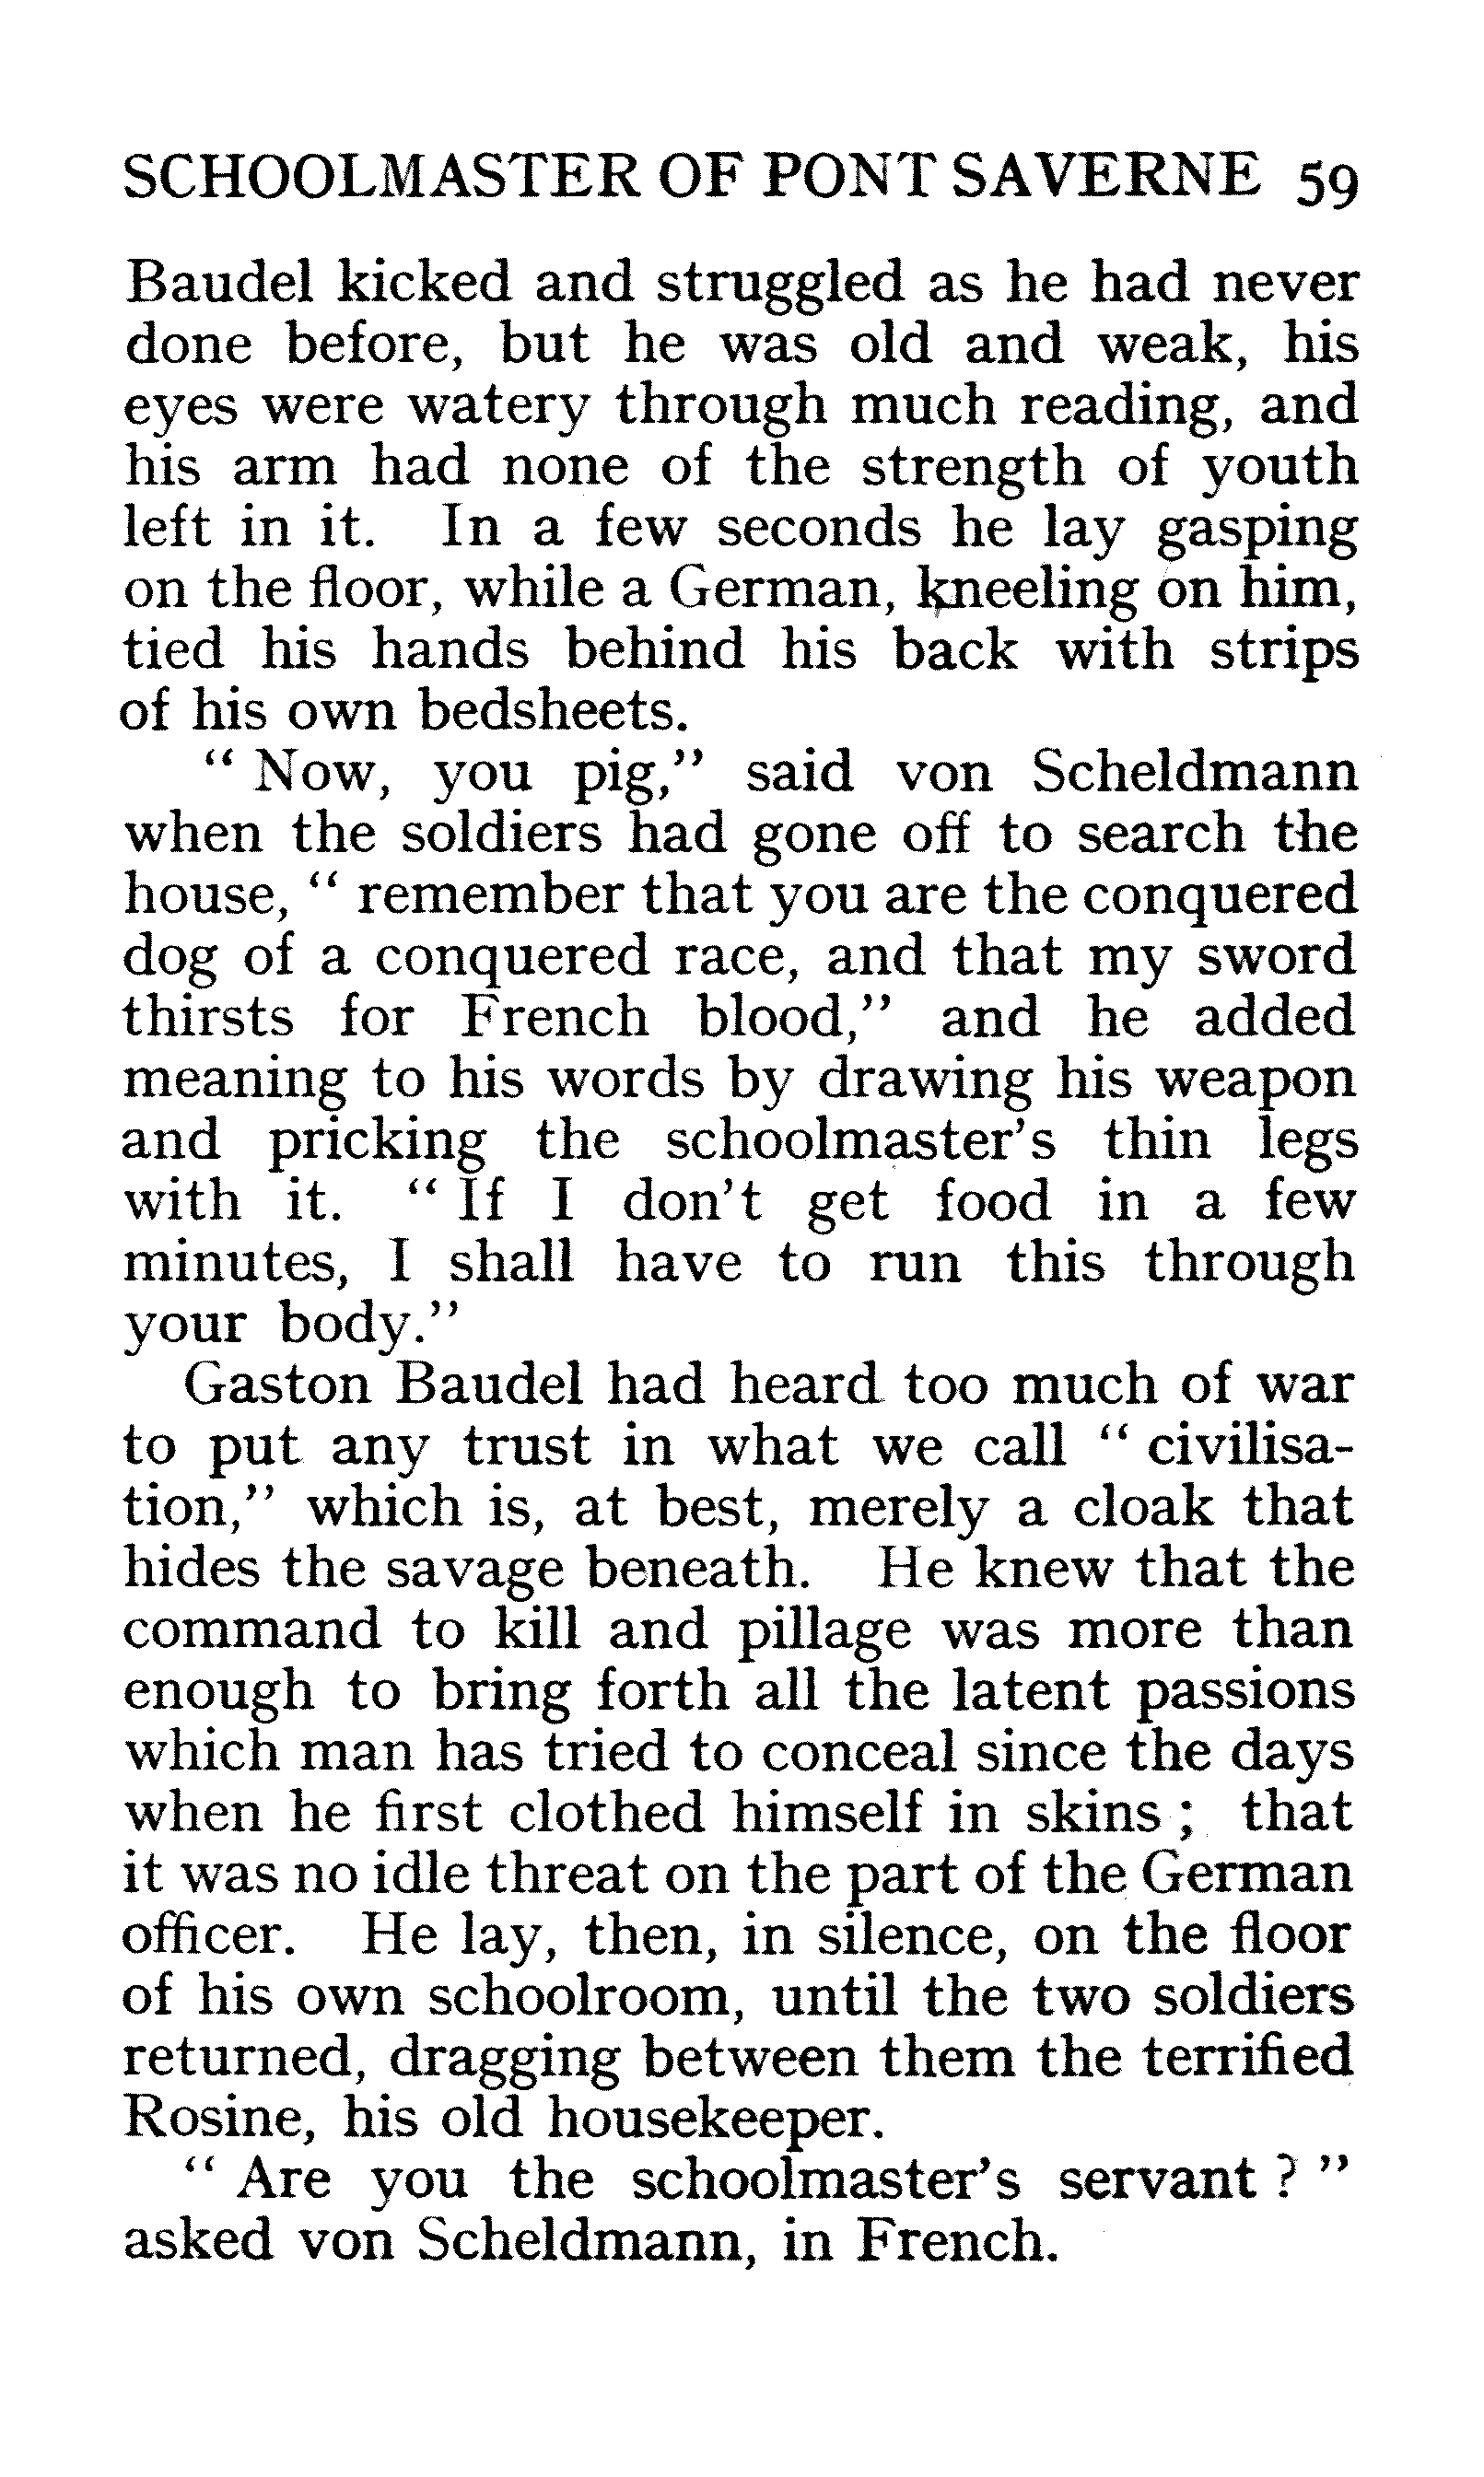 SCHOOLMASTER OF PONT SAVERNE 59
Baudel kicked and struggled as he had never
done before, but he was old and weak, his
eyes were watery through much reading, and
his arm had none of the strength of youth
left in it. In a few seconds he lay gasping
on the floor, while a German, kneeling on him,
tied his hands behind his back with strips
of his own bedsheets.
“ Now, you pig,” said von Scheldmann
when the soldiers had gone off to search the
house, “ remember that you are the conquered
dog of a conquered race, and that my sword
thirsts for French blood,” and he added
meaning to his words by drawing his weapon
and pricking the schoolmaster’s thin legs
with it. “ If I don’t get food in a few
minutes, I shall have to run this through
your body.”
Gaston Baudel had heard too much of war
to put any trust in what we call “ civilisa-
tion,” which is, at best, merely a cloak that
hides the savage beneath. He knew that the
command to kill and pillage was more than
enough to bring forth all the latent passions
which man has tried to conceal since the days
when he first clothed himself in skins ; that
it was no idle threat on the part of the German
officer. He lay, then, in silence, on the floor
of his own schoolroom, until the two soldiers
returned, dragging between them the terrified
Rosine, his old housekeeper.
“ Are you the schoolmaster’s servant ? ”
asked von Scheldmann, in French.